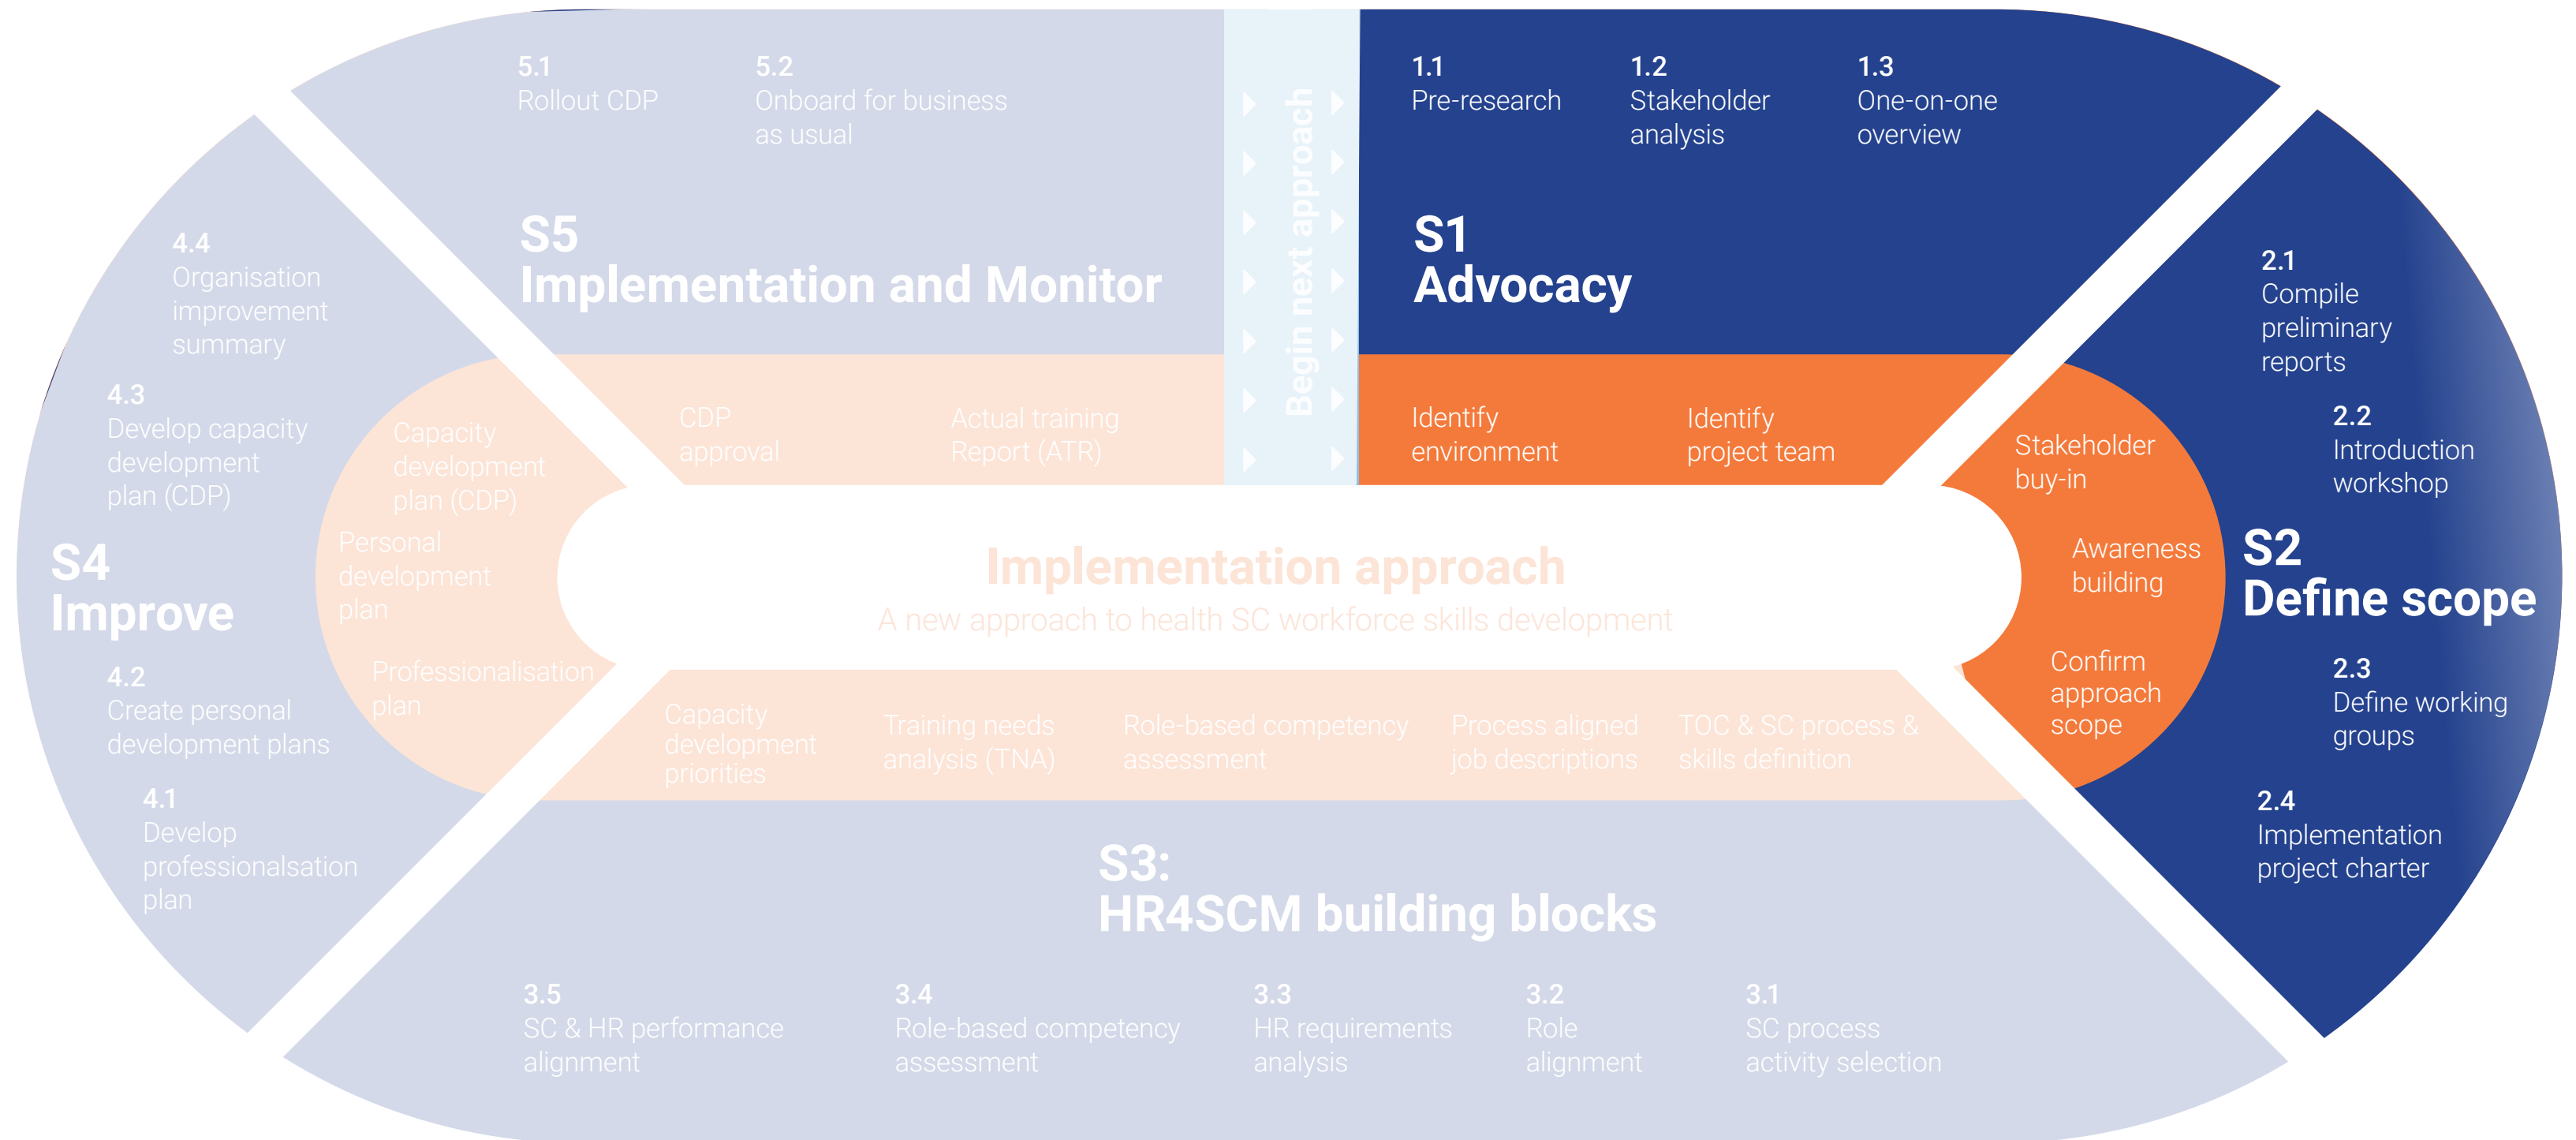 5.1
Rollout CDP
5.2
Onboard for business
as usual
S5
Implementation and Monitor
CDP
approval
Actual training
Report (ATR)
Begin next approach
1.1
Pre-research
1.2
Stakeholder
analysis
1.3
One-on-one
overview
S1
Advocacy
Identify
environment
Identify
project team
2.1
Compile
preliminary
reports
2.2
Introduction
workshop
S2
Define scope
2.3
Define working
groups
2.4
Implementation
project charter
Stakeholder
buy-in
Awareness
building
Confirm
approach
scope
Implementation approach
A new approach to health SC workforce skills development
4.4
Organisation
improvement
summary
4.3
Develop capacity
development
plan (CDP)
S4
Improve
4.2
Create personal
development plans
4.1
Develop
professionalsation
plan
Capacity
development
plan (CDP)
Personal
development
plan
Professionalisation
plan
Capacity
development
priorities
Training needs
analysis (TNA)
Role-based competency
assessment
Process aligned
job descriptions
TOC & SC process &
skills definition
S3:
HR4SCM building blocks
3.5
SC & HR performance
alignment
3.4
Role-based competency
assessment
3.3
HR requirements
analysis
3.2
Role
alignment
3.1
SC process
activity selection